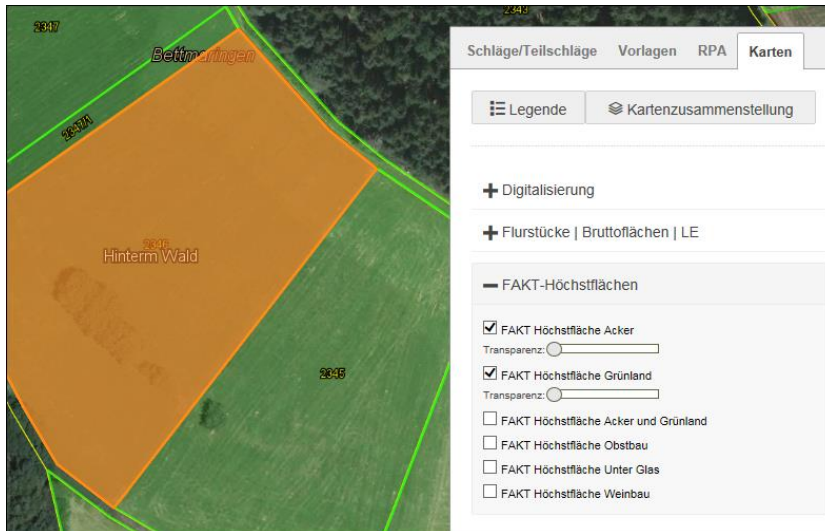 2347
2343
Bettmaringen
2347/1
2346
Hinterm Wald
2345
Schläge/Teilschläge Vorlagen RPA Karten
Legende Kartenzusammenstellung
Digitalisierung
Flurstücke | Bruttoflächen | LE
FAKT-Höchstflächen
FAKT Höchstfläche Acker
Transparenz:
FAKT Höchstfläche Grünland
Transparenz:
FAKT Höchstfläche Acker und Grünland
FAKT Höchstfläche Obstbau
FAKT Höchstfläche Unter Glas
FAKT Höchstfläche Weinbau